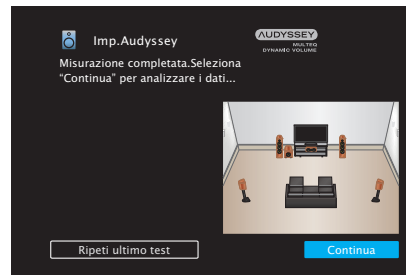 Imp.Audyssey
AUDYSSEY
MULTEQ
DYNAMIC VOLUME
Misurazione completata.Seleziona
“Continua” per analizzare i dati...
Ripeti ultimo test
Continua